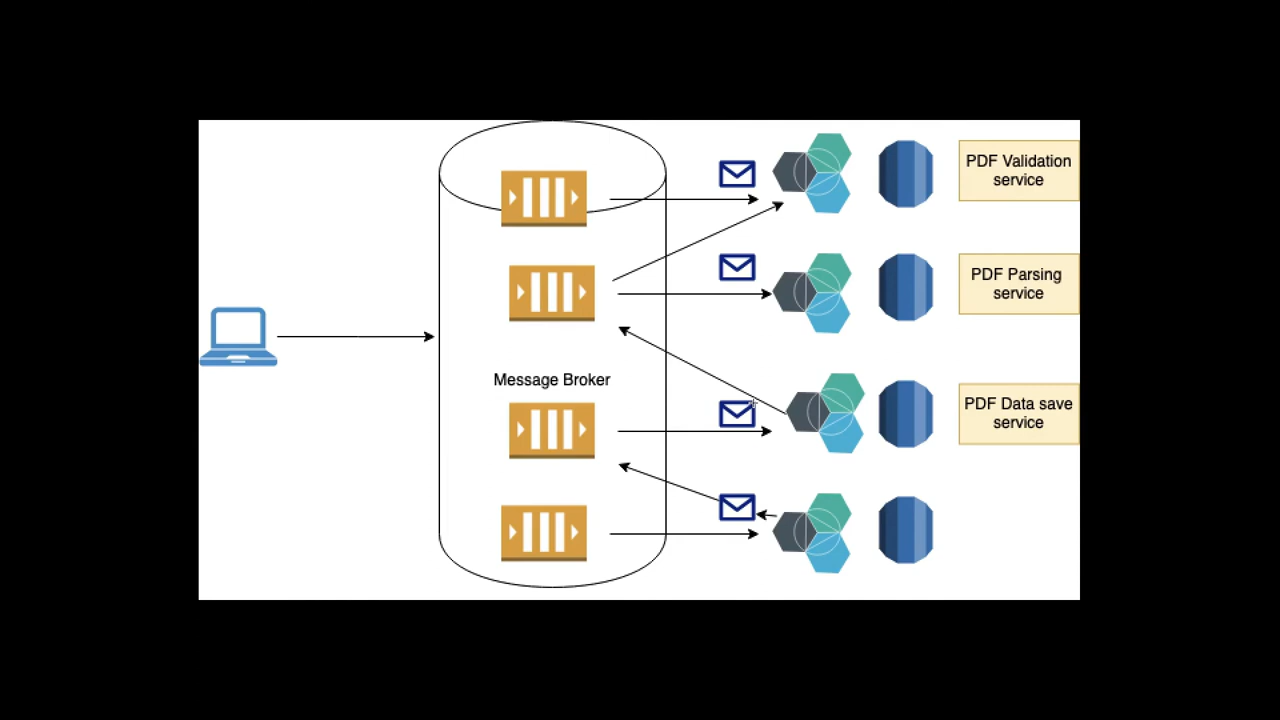 PDF Validation
service
PDF Parsing
service
Message Broker
PDF Data save
service